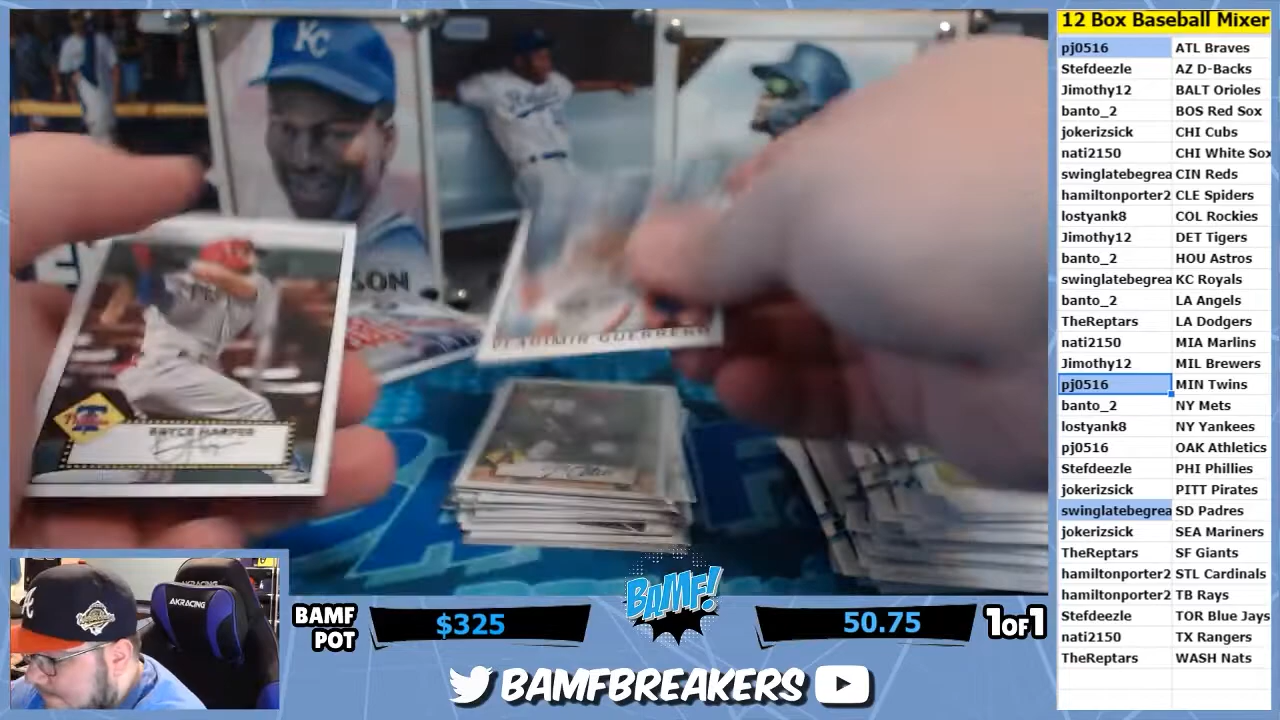 12 Box Baseball Mixer
pj0516 ATL Braves
Stefdeezle AZ D-Backs
Jimothy12 BALT Orioles
banto_2 BOS Red Sox
jokerizsick CHI Cubs
nati2150 CHI White Sox
swinglatebegrea CIN Reds
hamiltonporter2 CLE Spiders
lostyank8 COL Rockies
Jimothy12 DET Tigers
banto_2 HOU Astros
swinglatebegrea KC Royals
banto_2 LA Angels
TheReptars LA Dodgers
nati2150 MIA Marlins
Jimothy12 MIL Brewers
pj0516 MIN Twins
banto_2 NY Mets
lostyank8 NY Yankees
pj0516 OAK Athletics
Stefdeezle PHI Phillies
jokerizsick PITT Pirates
swinglatebegrea SD Padres
jokerizsick SEA Mariners
TheReptars SF Giants
hamiltonporter2 STL Cardinals
hamiltonporter2 TB Rays
Stefdeezle TOR Blue Jays
nati2150 TX Rangers
TheReptars WASH Nats
KC
SON
VLADIMIR GUERRERO
BRYCE HARPER
AKRACING
AKRACING
BAMF POT $325
BAMF!
50.75 1OF1
BAMFBREAKERS